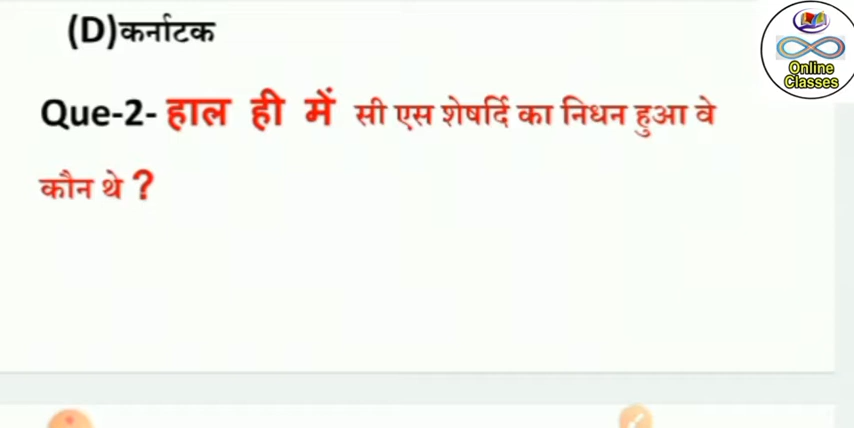 (D)कर्नाटक
Que-2- हाल ही में सी एस शेषर्दि का निधन हुआ वे
कौन थे ?
Online
Classes